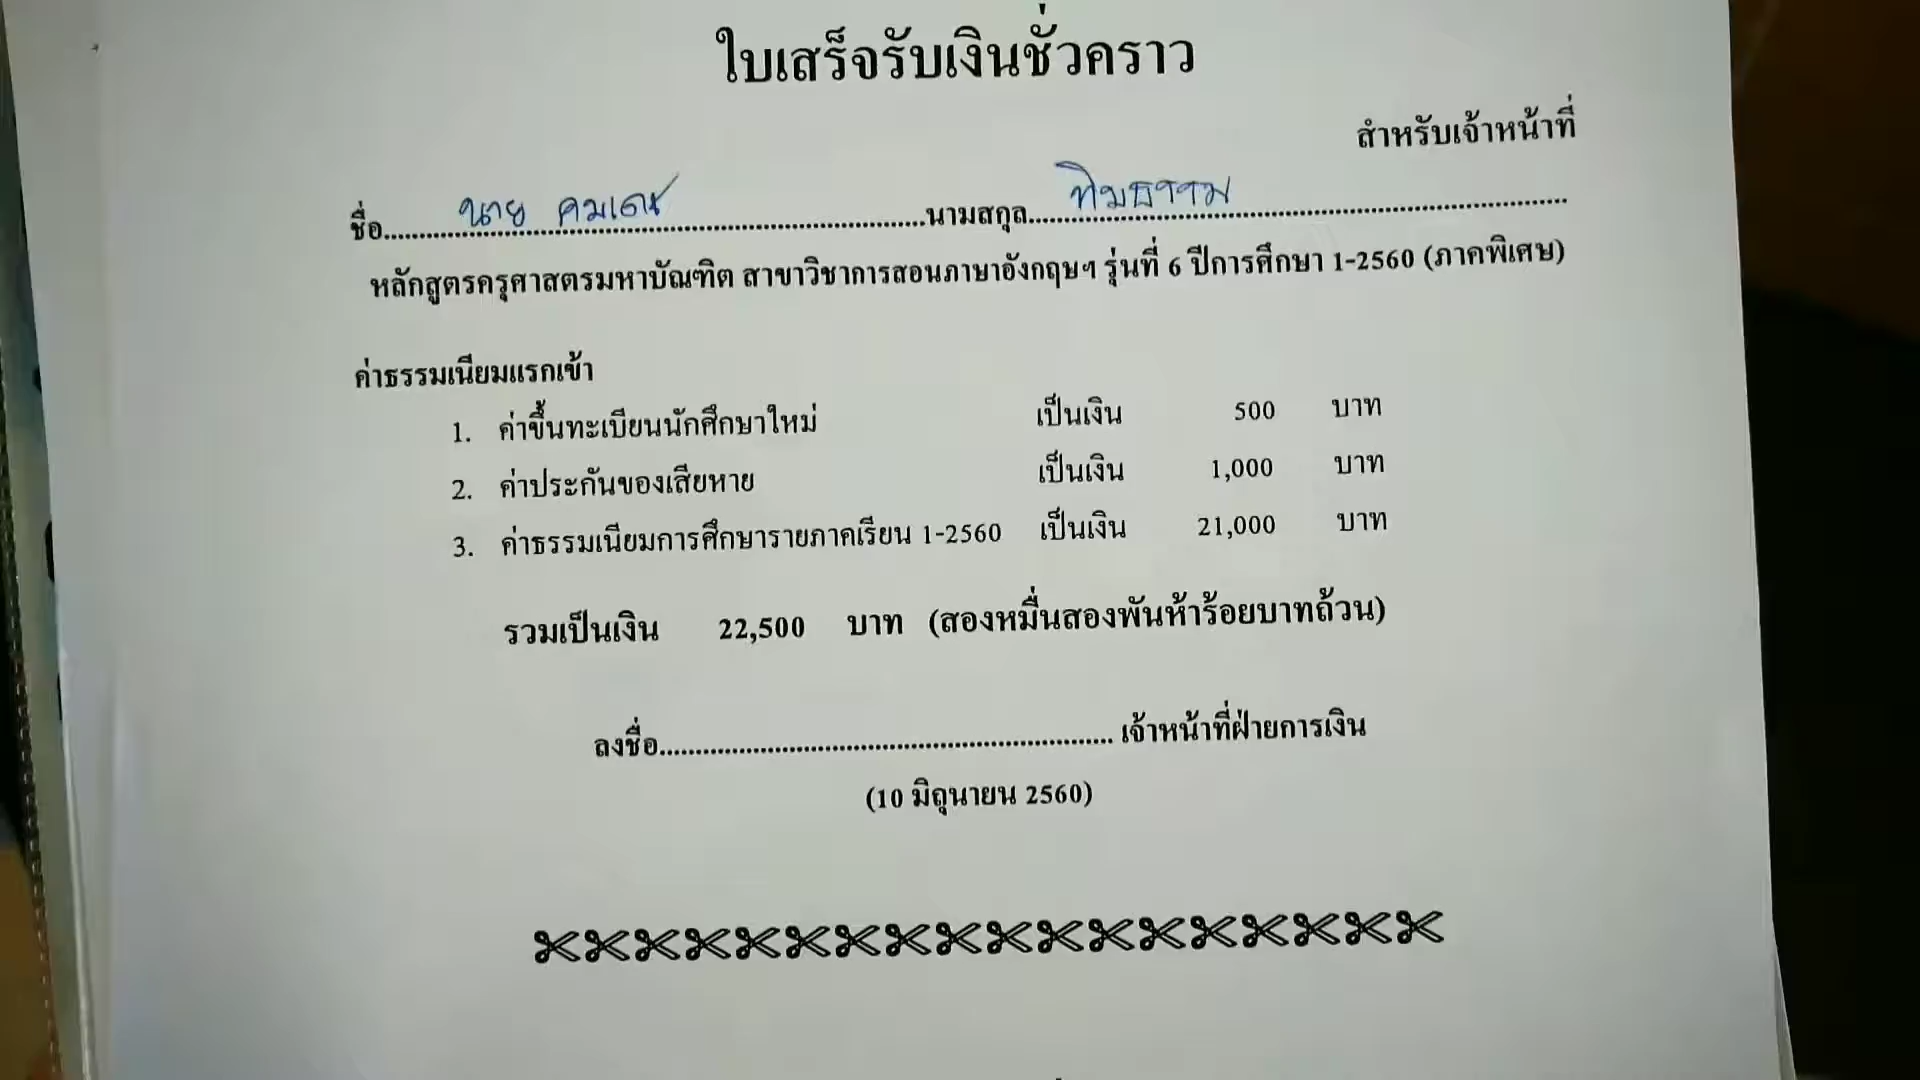 ใบเสร็จรับเงินชั่วคราว
สำหรับเจ้าหน้าที่
ชื่อ นาย คมเดช นามสกุล ทิมธรรม
หลักสูตรครุศาสตรมหาบัณฑิต สาขาวิชาการสอนภาษาอังกฤษฯ รุ่นที่ 6 ปีการศึกษา 1-2560 (ภาคพิเศษ)
ค่าธรรมเนียมแรกเข้า
1. ค่าขึ้นทะเบียนนักศึกษาใหม่ เป็นเงิน 500 บาท
2. ค่าประกันของเสียหาย เป็นเงิน 1,000 บาท
3. ค่าธรรมเนียมการศึกษารายภาคเรียน 1-2560 เป็นเงิน 21,000 บาท
รวมเป็นเงิน 22,500 บาท (สองหมื่นสองพันห้าร้อยบาทถ้วน)
ลงชื่อ เจ้าหน้าที่ฝ่ายการเงิน
(10 มิถุนายน 2560)